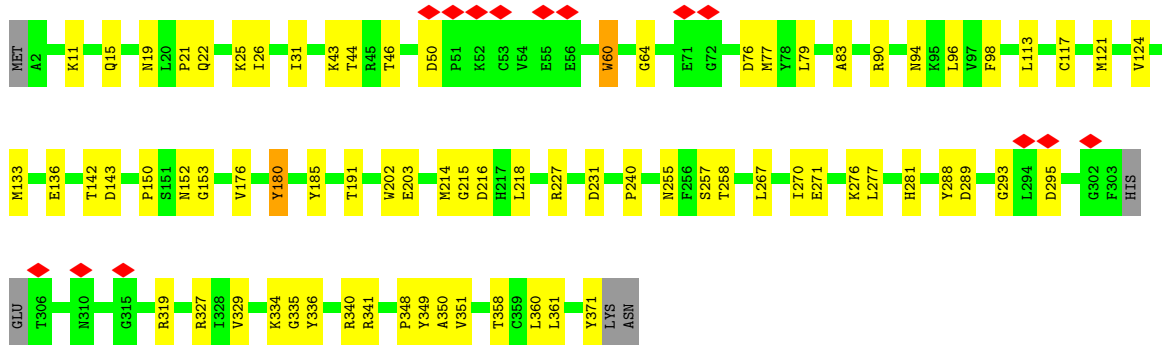 MET A2 K11 Q15 N19 L20 P21 Q22 K25 I26 I31 K43 T44 R45 T46 D50 P51 K52 C53 V54 E55 E56 W60 G64 E71 G72 D76 M77 Y78 L79 A83 R90 N94 K95 L96 V97 F98 L113 C117 M121 V124
M133 E136 T142 D143 P150 S151 N152 G153 V176 Y180 Y185 T191 W202 E203 M214 G215 D216 H217 L218 R227 D231 P240 N255 F256 S257 T258 L267 I270 E271 K276 L277 H281 Y288 D289 G293 L294 D295 G302 F303 HIS
GLU T306 N310 G315 R319 R327 I328 V329 K334 G335 Y336 R340 R341 P348 Y349 A350 V351 T358 C359 L360 L361 Y371 LYS ASN